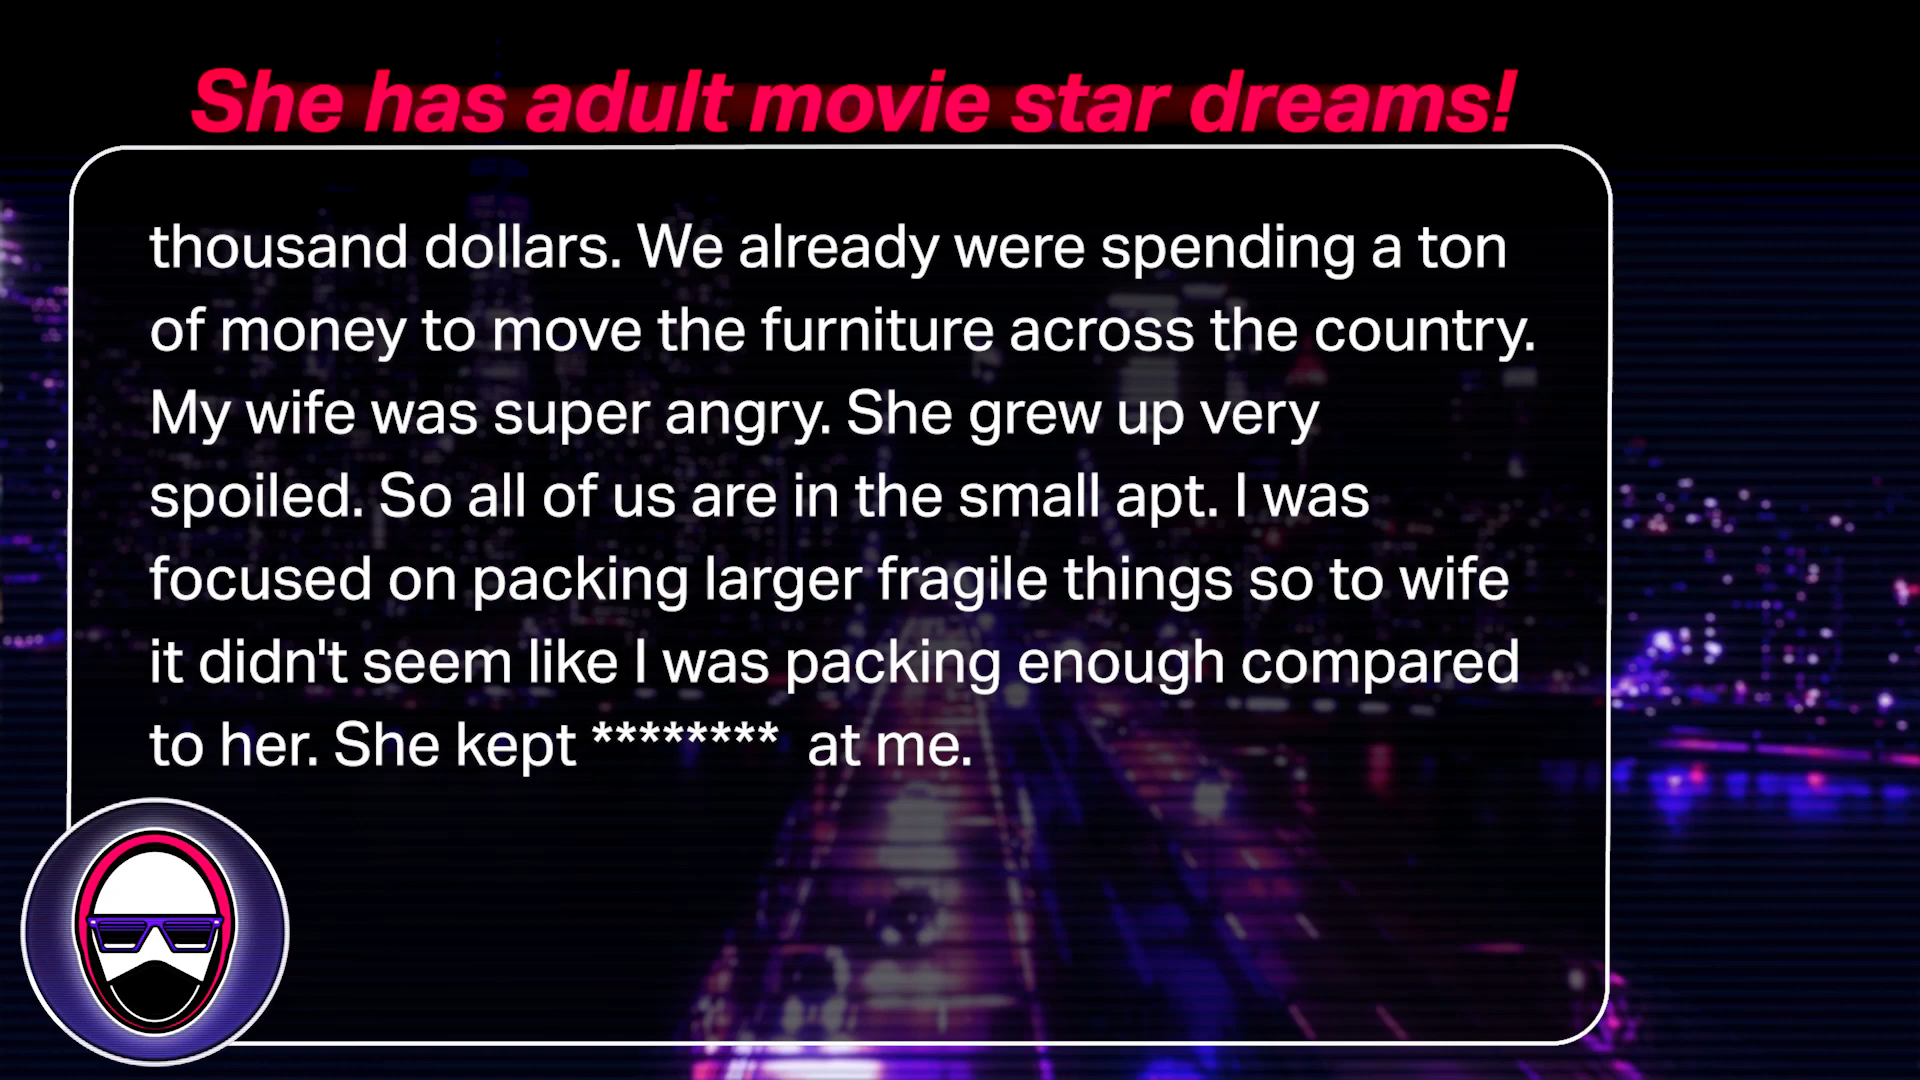 She has adult movie star dreams!
thousand dollars. We already were spending a ton
of money to move the furniture across the country.
My wife was super angry. She grew up very
spoiled. So all of us are in the small apt. I was
focused on packing larger fragile things so to wife
it didn't seem like I was packing enough compared
to her. She kept ********  at me.